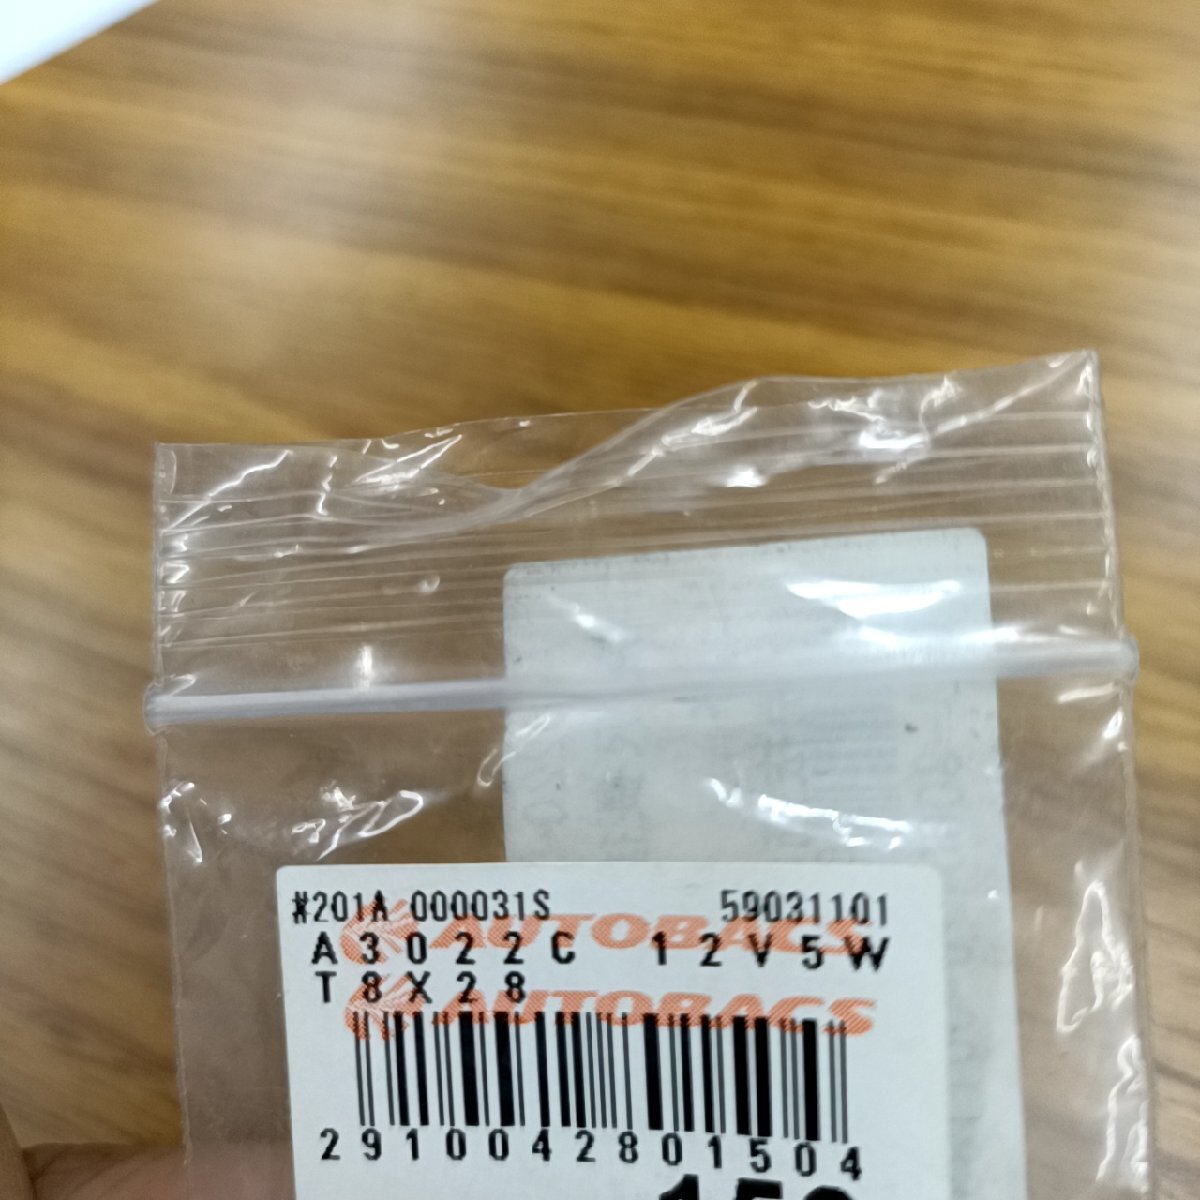 #201A 000031S 59031101
AUTOBACS
A3022C 12V5W
T8X28
AUTOBACS
2910042801504